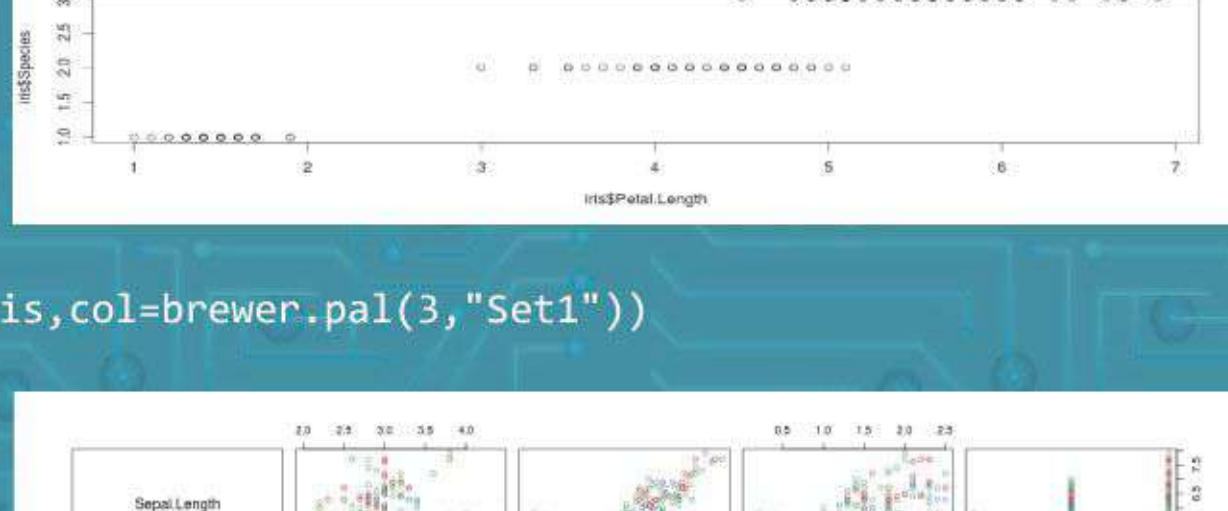 iris$Species
1.0 1.5 2.0 2.5
1 2 3 4 5 6 7
iris$Petal.Length
is,col=brewer.pal(3,"Set1"))
2.0 2.5 3.0 3.5 4.0 0.5 1.0 1.5 2.0 2.5
Sepal.Length
6.5 7.5